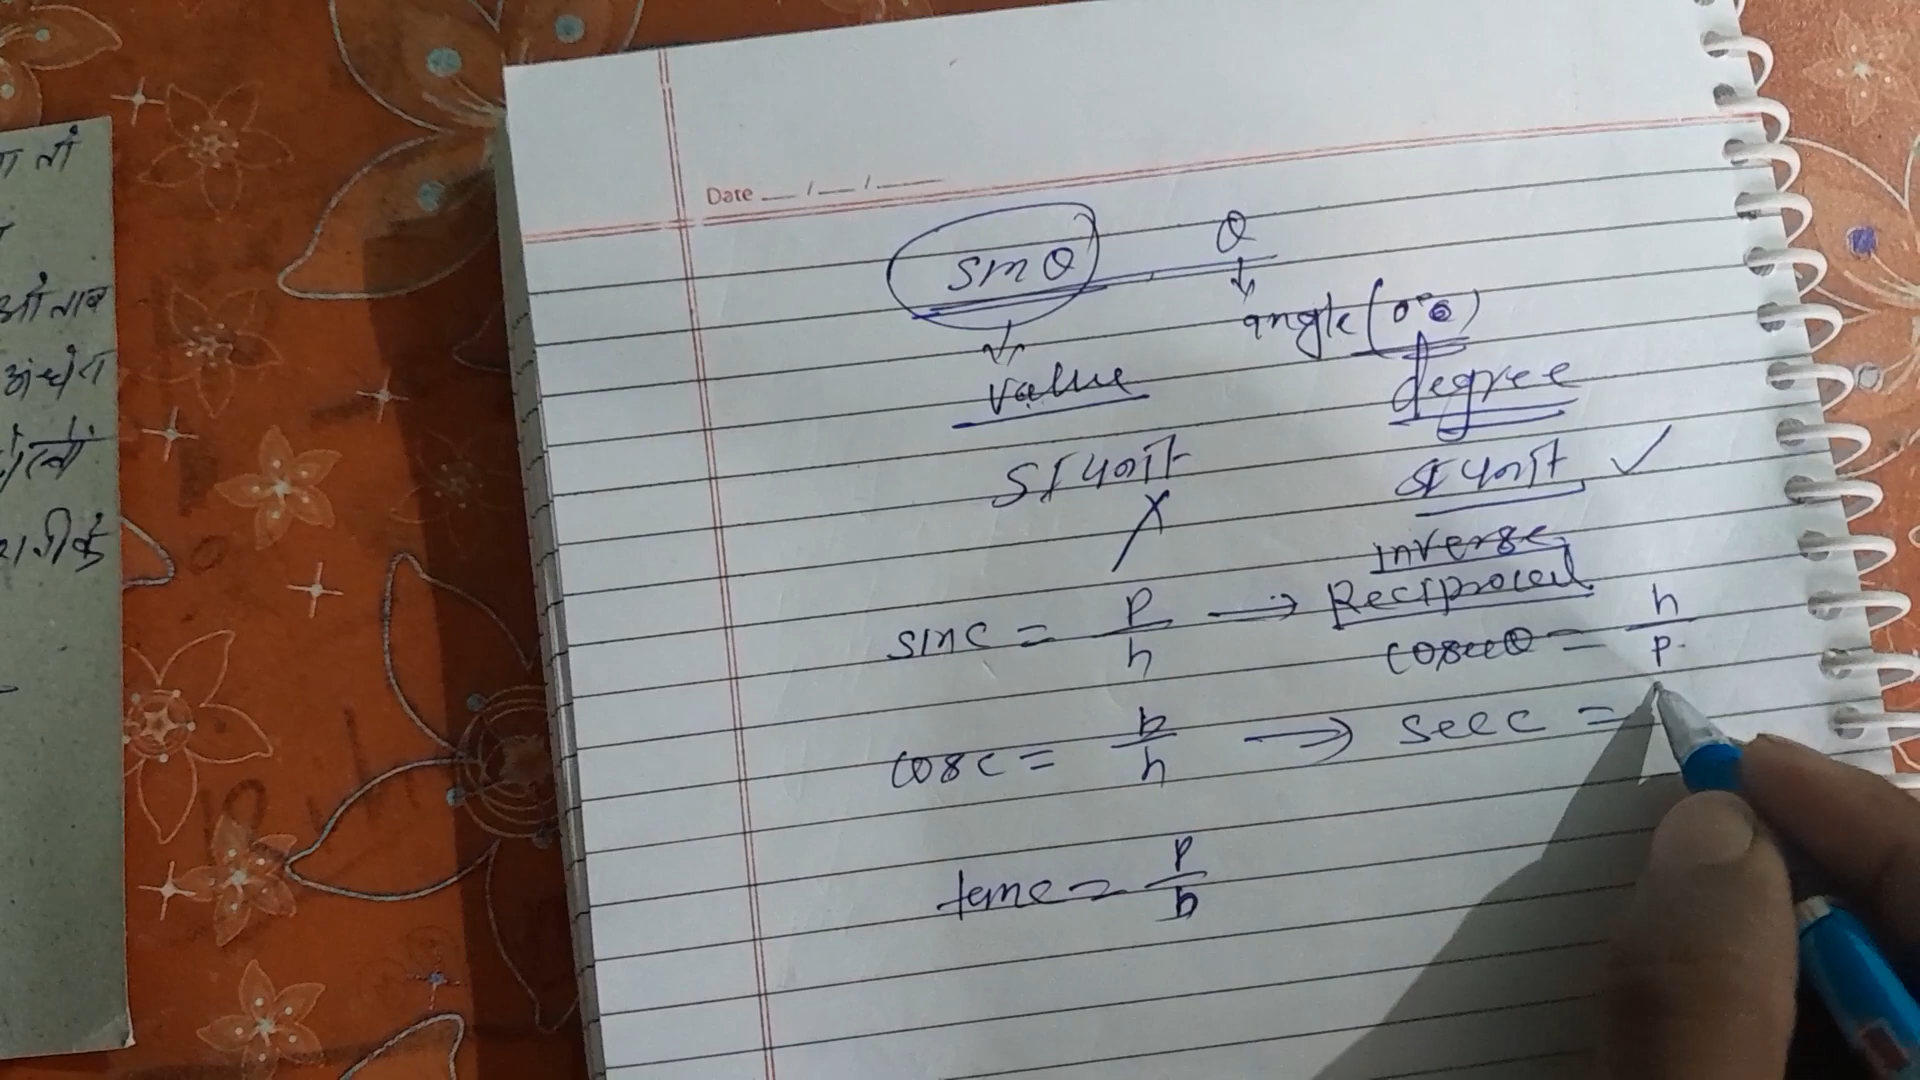 Date __/__/__
sinθ θ
angle (0°θ)
value degree
SI unit SI unit ✓
X
inverse
sinc = p/h → Reciprocal
cosecθ = h/p
cosc = b/h → secc =
tanc = p/b
ओ ताब